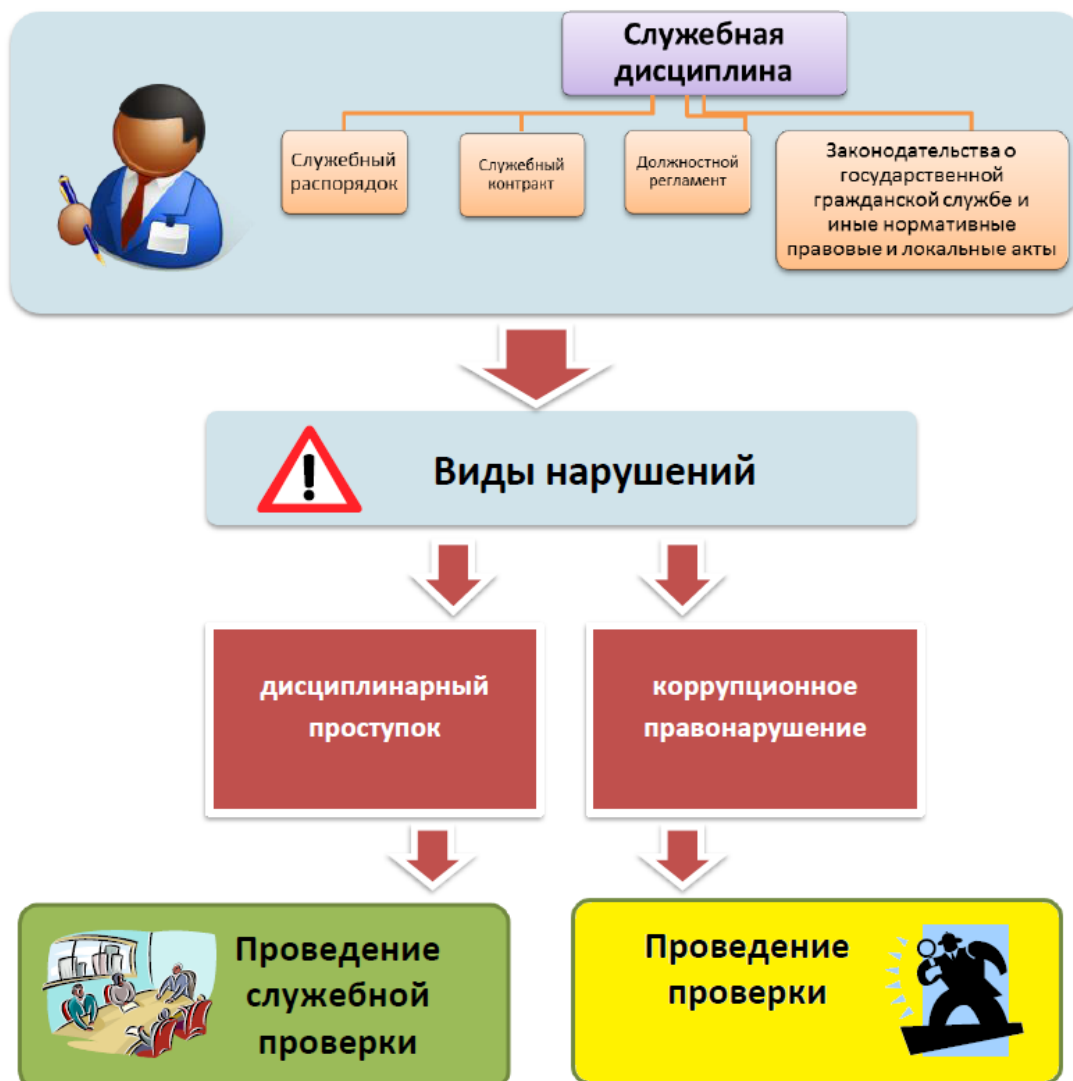 Служебная
дисциплина
Служебный
распорядок
Служебный
контракт
Должностной
регламент
Законодательства о
государственной
гражданской службе и
иные нормативные
правовые и локальные акты
Виды нарушений
дисциплинарный
проступок
коррупционное
правонарушение
Проведение
служебной
проверки
Проведение
проверки